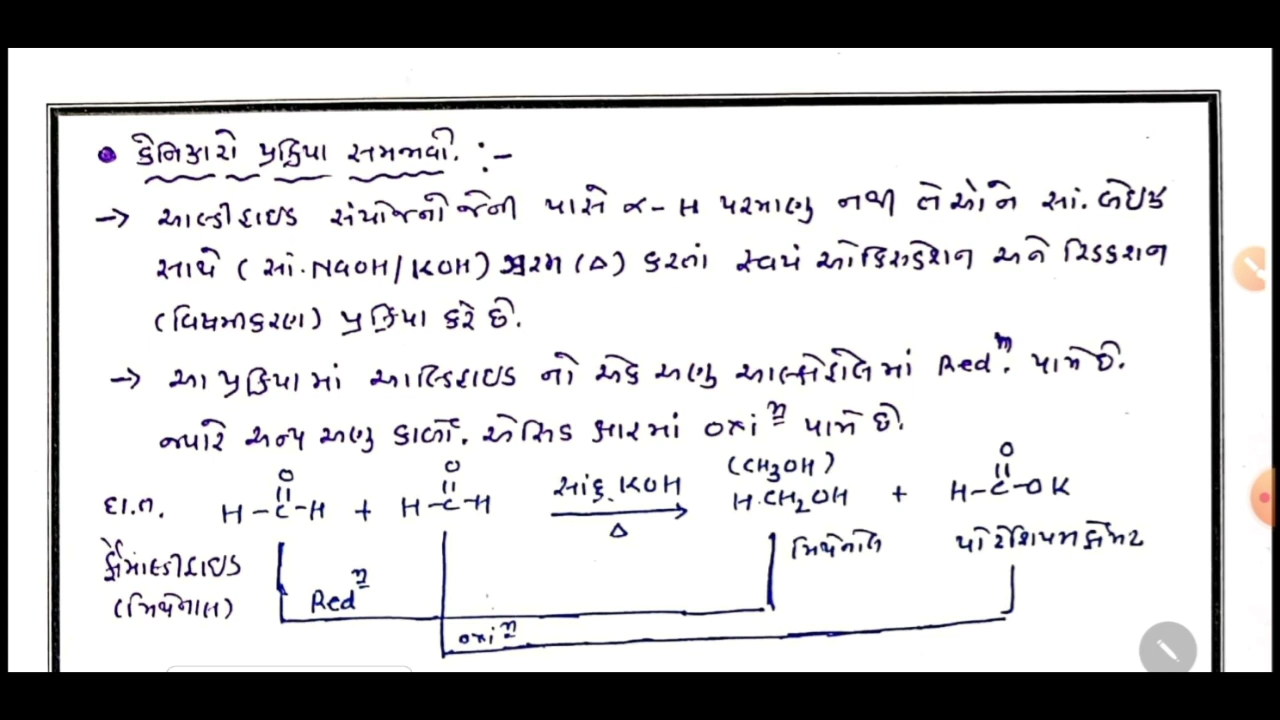 કેનિઝારો પ્રક્રિયા સમજાવો. :-
→ આલ્ડીહાઇડ સંયોજનો જેની પાસે α-H પરમાણુ નથી તેઓને સાં. બેઇઝ
સાથે (સાં. NaOH/KOH) ગરમ (Δ) કરતાં સ્વયં ઓક્સિડેશન અને રિડક્શન
(વિષમીકરણ) પ્રક્રિયા કરે છે.
→ આ પ્રક્રિયામાં આલ્ડિહાઇડ નો એક અણુ આલ્કોહોલમાં Redⁿ. પામે છે.
જ્યારે અન્ય અણુ કાર્બો. એસિડ ક્ષારમાં oxiⁿ પામે છે.
O O (CH₃OH) O
દા.ત. H-C-H + H-C-H સાંદ્ર. KOH H.CH₂OH + H-C-OK
Δ
ફોર્માલ્ડીહાઇડ મિથેનોલ પોટેશિયમ ફોર્મેટ
(મિથેનાલ) Redⁿ
oxiⁿ